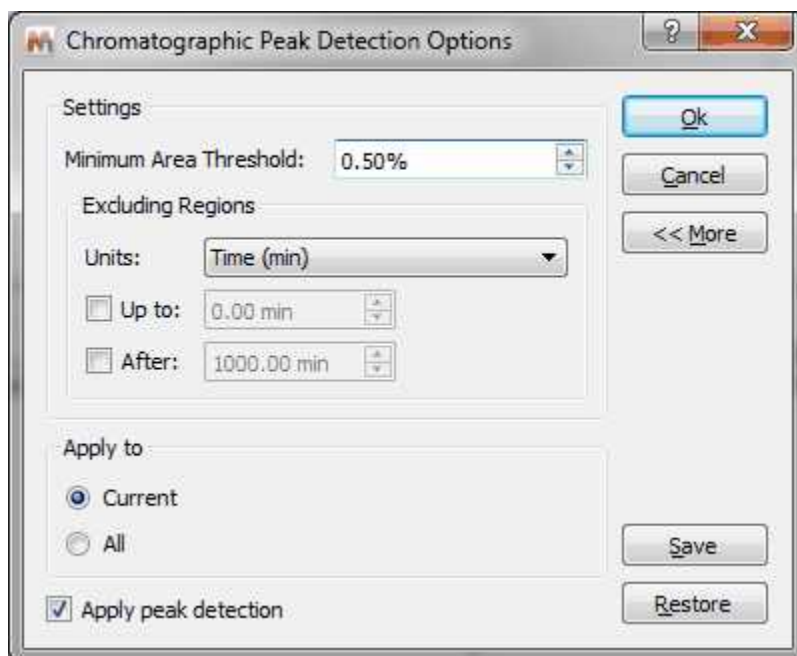 Chromatographic Peak Detection Options
?
Settings
Minimum Area Threshold: 0.50%
Excluding Regions
Units: Time (min)
Up to: 0.00 min
After: 1000.00 min
Apply to
Current
All
Apply peak detection
Ok
Cancel
<< More
Save
Restore